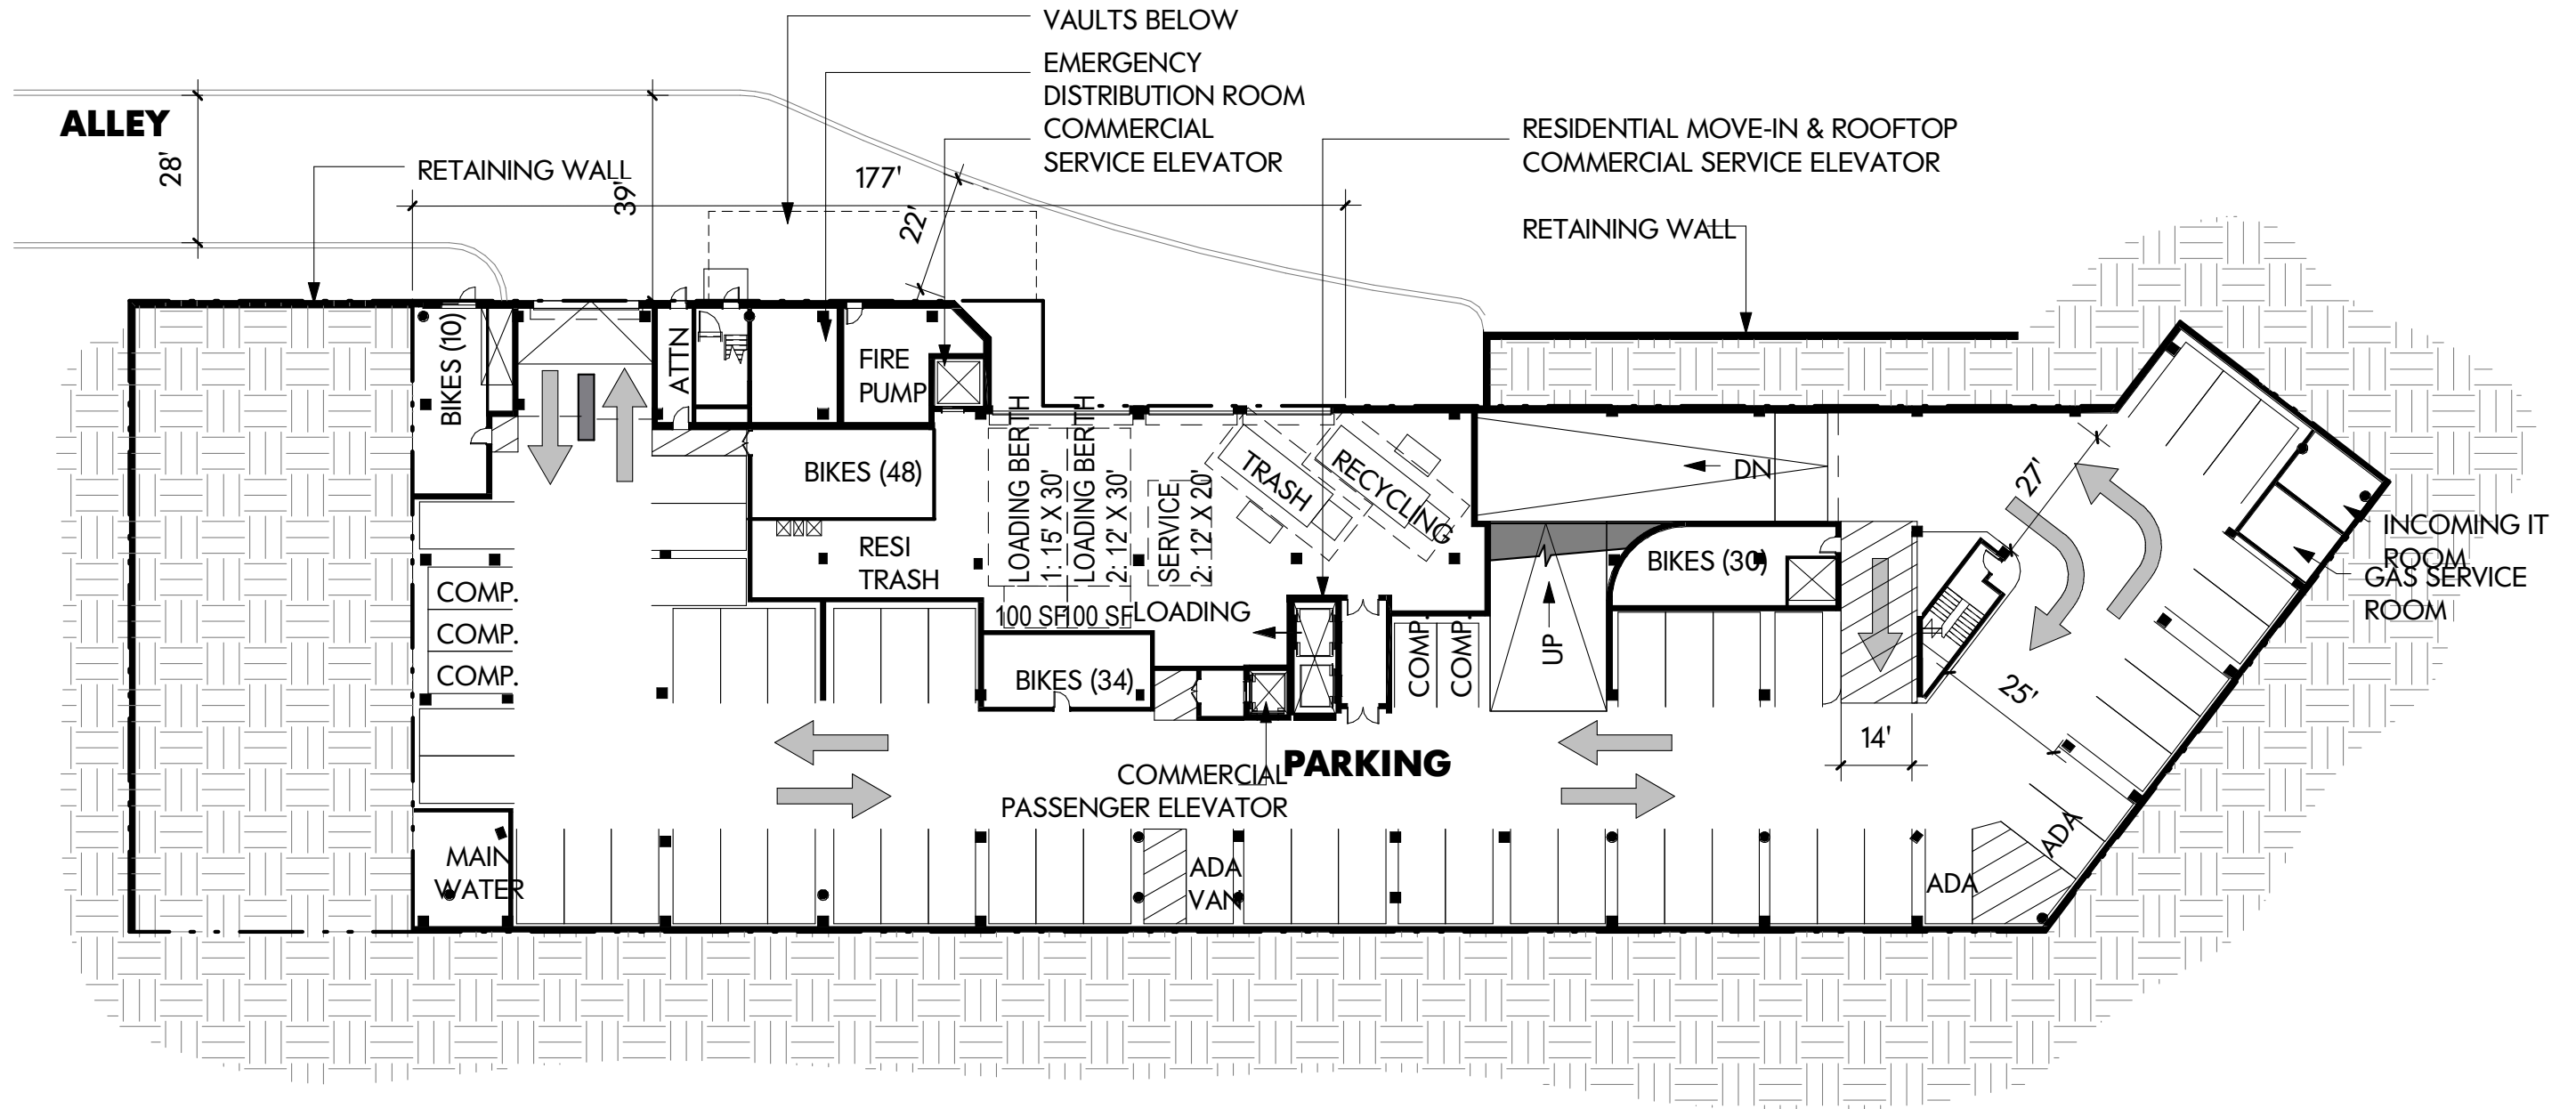 VAULTS BELOW
EMERGENCY
DISTRIBUTION ROOM
COMMERCIAL
SERVICE ELEVATOR
RESIDENTIAL MOVE-IN & ROOFTOP
COMMERCIAL SERVICE ELEVATOR
ALLEY
28'
RETAINING WALL
39'
177'
22'
RETAINING WALL
BIKES (10)
ATTN
FIRE
PUMP
BIKES (48)
RESI
TRASH
LOADING BERTH
1: 15' X 30'
LOADING BERTH
2: 12' X 30'
SERVICE
2: 12' X 20'
TRASH
RECYCLING
DN
27'
INCOMING IT
ROOM
GAS SERVICE
ROOM
BIKES (30)
COMP.
COMP.
COMP.
100 SF
100 SF
LOADING
BIKES (34)
COMP.
COMP.
UP
25'
14'
PARKING
COMMERCIAL
PASSENGER ELEVATOR
MAIN
WATER
ADA
VAN
ADA
ADA